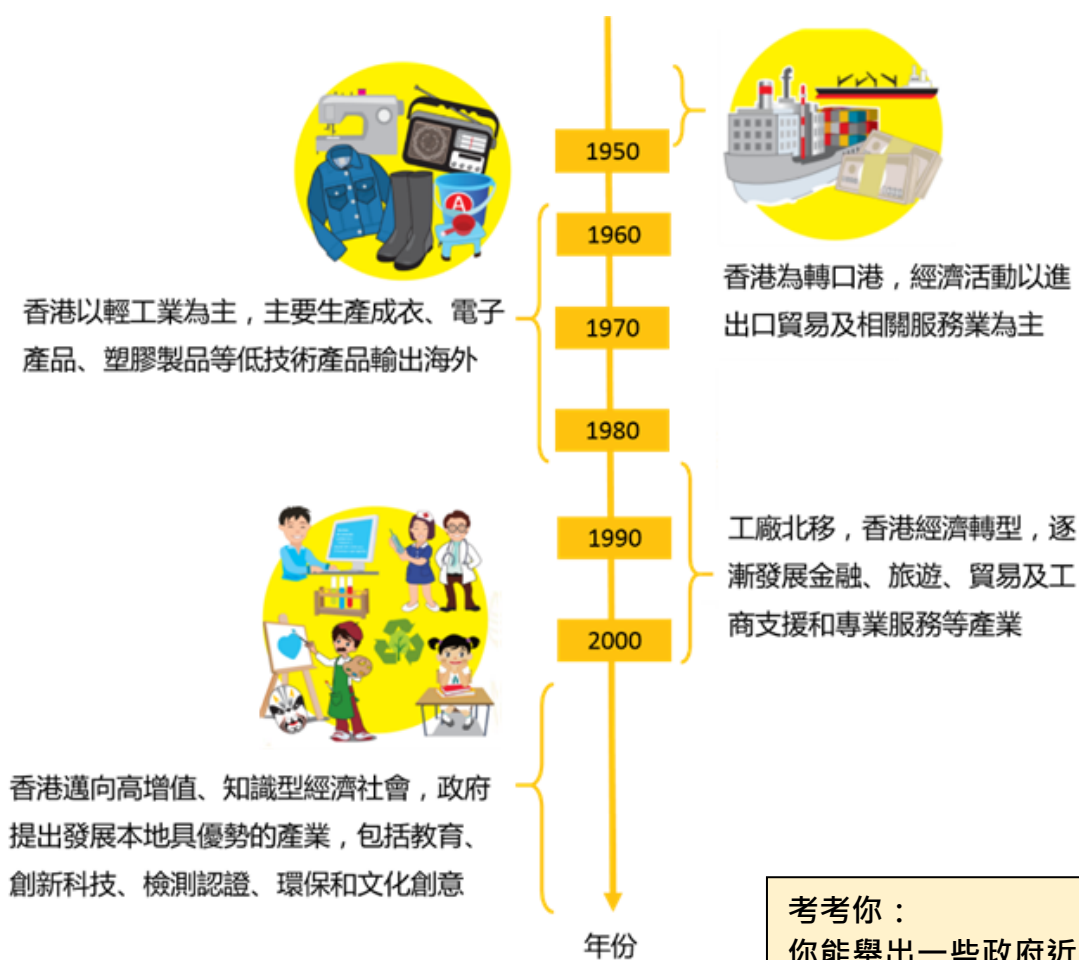 1950
香港為轉口港，經濟活動以進
出口貿易及相關服務業為主
1960
1970
1980
香港以輕工業為主，主要生產成衣、電子
產品、塑膠製品等低技術產品輸出海外
A
1990
2000
工廠北移，香港經濟轉型，逐
漸發展金融、旅遊、貿易及工
商支援和專業服務等產業
香港邁向高增值、知識型經濟社會，政府
提出發展本地具優勢的產業，包括教育、
創新科技、檢測認證、環保和文化創意
年份
考考你：
你能舉出一些政府近